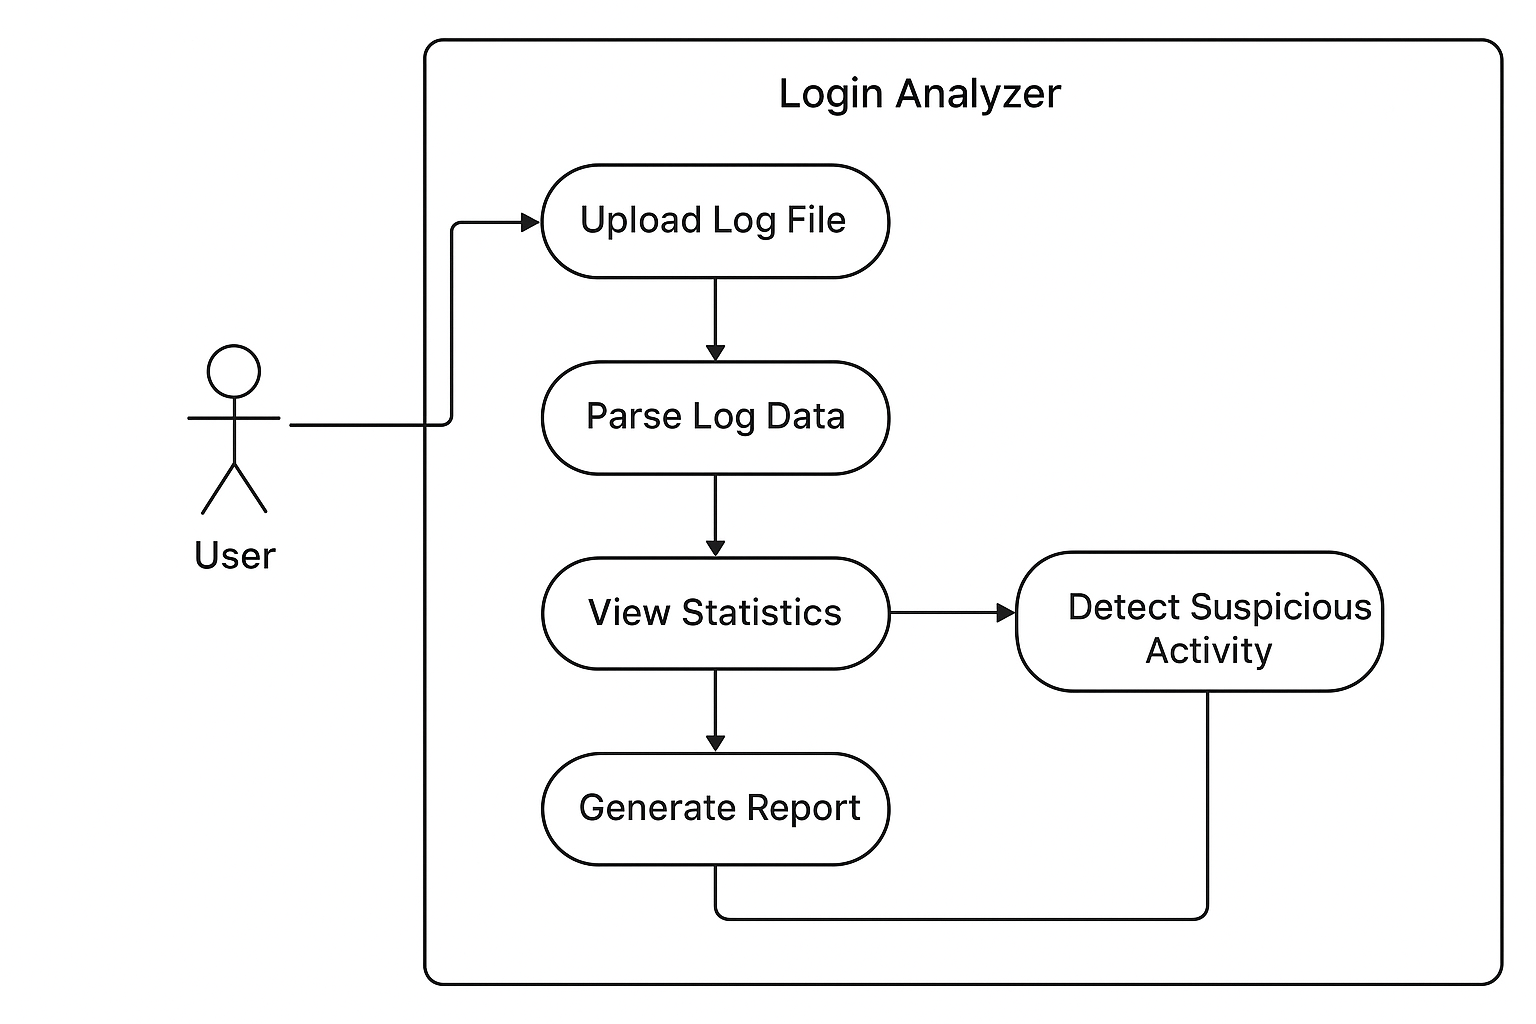 Login Analyzer
Upload Log File
Parse Log Data
User
View Statistics
Detect Suspicious
Activity
Generate Report